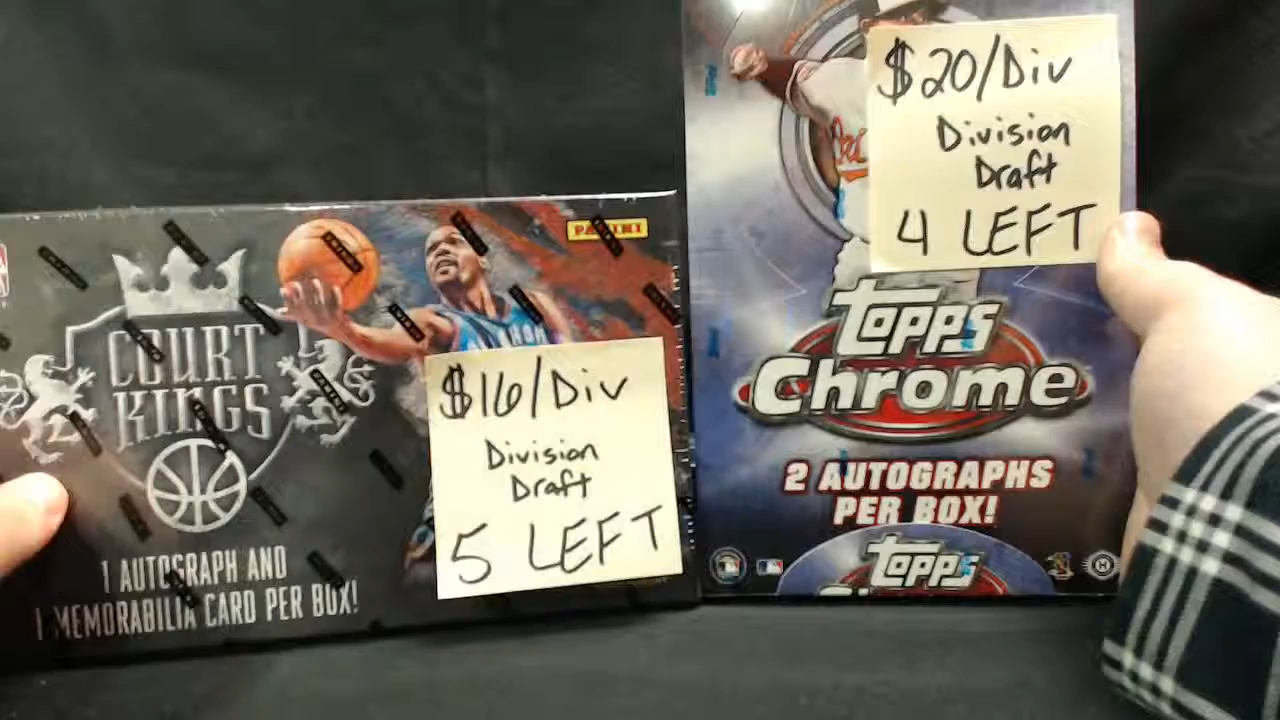 PANINI
COURT
KINGS
1 AUTOGRAPH AND
1 MEMORABILIA CARD PER BOX!
$16/Div
Division
Draft
5 LEFT
$20/Div
Division
Draft
4 LEFT
Topps
Chrome
2 AUTOGRAPHS
PER BOX!
Topps